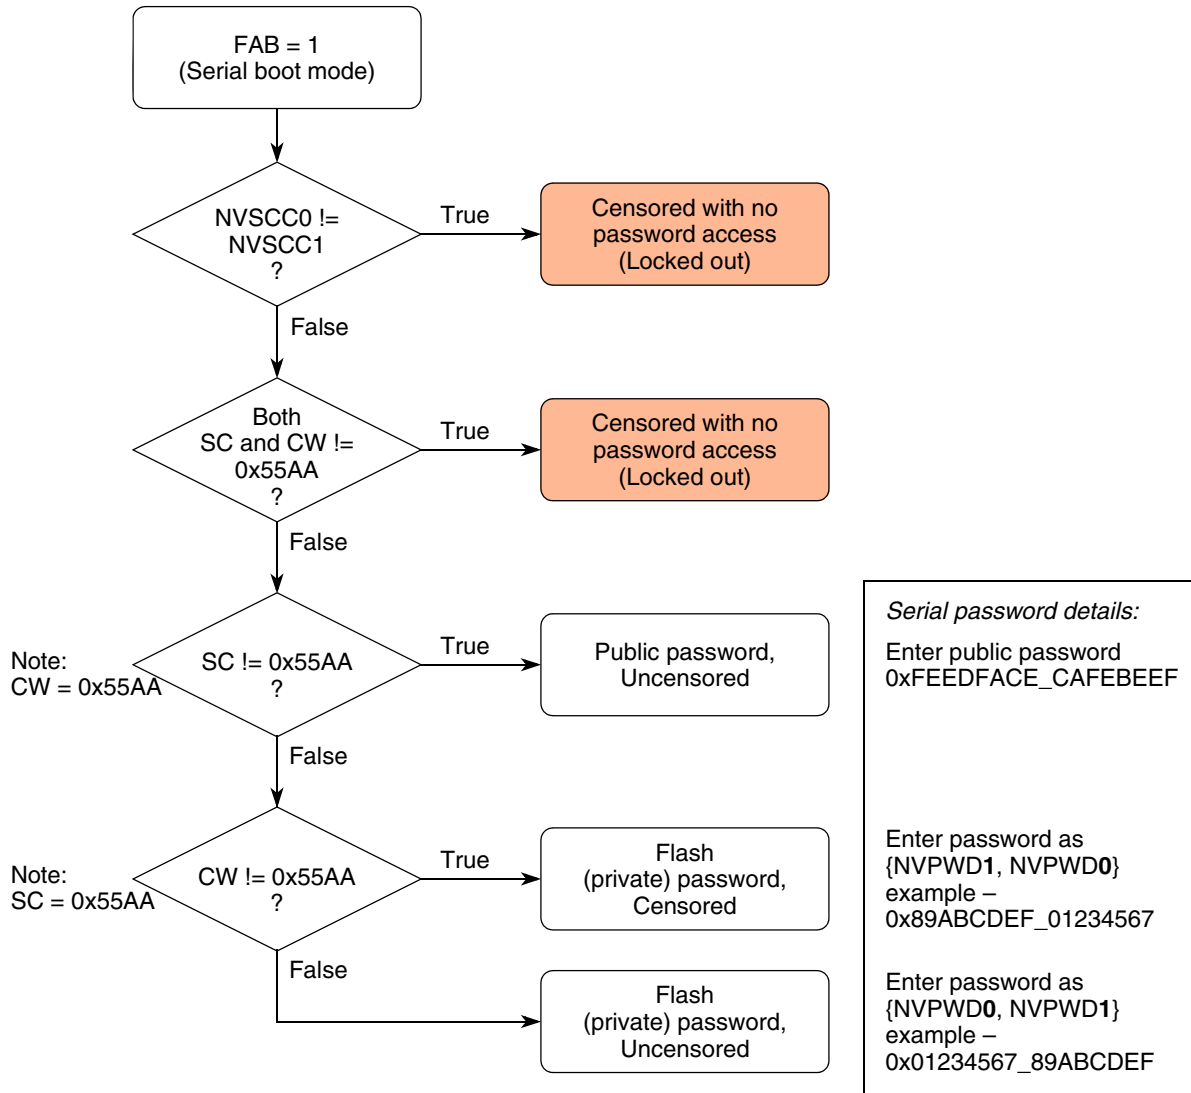 FAB = 1
(Serial boot mode)
NVSCC0 !=
NVSCC1
?
True
Censored with no
password access
(Locked out)
False
Both
SC and CW !=
0x55AA
?
True
Censored with no
password access
(Locked out)
False
Note:
CW = 0x55AA
SC != 0x55AA
?
True
Public password,
Uncensored
False
Note:
SC = 0x55AA
CW != 0x55AA
?
True
Flash
(private) password,
Censored
False
Flash
(private) password,
Uncensored
Serial password details:
Enter public password
0xFEEDFACE_CAFEBEEF
Enter password as
{NVPWD1, NVPWD0}
example –
0x89ABCDEF_01234567
Enter password as
{NVPWD0, NVPWD1}
example –
0x01234567_89ABCDEF